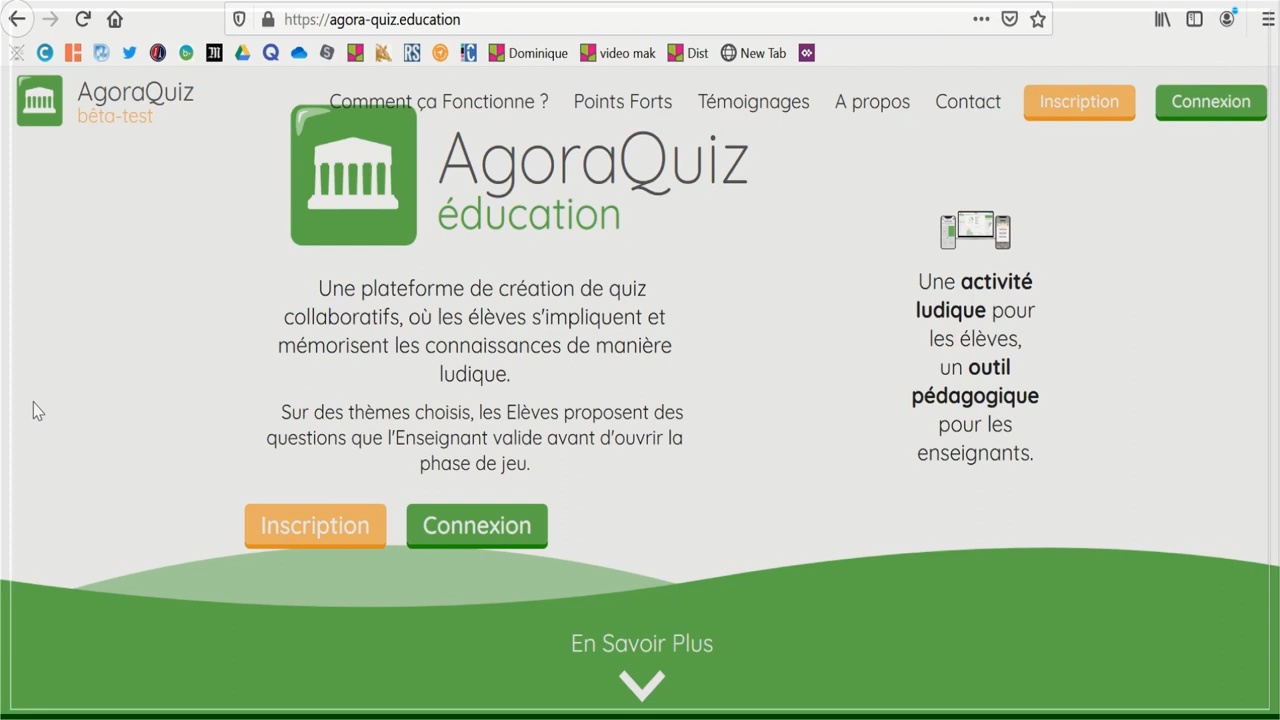 https://agora-quiz.education
Dominique
video mak
Dist
New Tab
AgoraQuiz
bêta-test
Comment ça Fonctionne ?
Points Forts
Témoignages
A propos
Contact
Inscription
Connexion
AgoraQuiz
éducation
Une plateforme de création de quiz
collaboratifs, où les élèves s'impliquent et
mémorisent les connaissances de manière
ludique.
Sur des thèmes choisis, les Elèves proposent des
questions que l'Enseignant valide avant d'ouvrir la
phase de jeu.
Inscription
Connexion
Une activité
ludique pour
les élèves,
un outil
pédagogique
pour les
enseignants.
En Savoir Plus